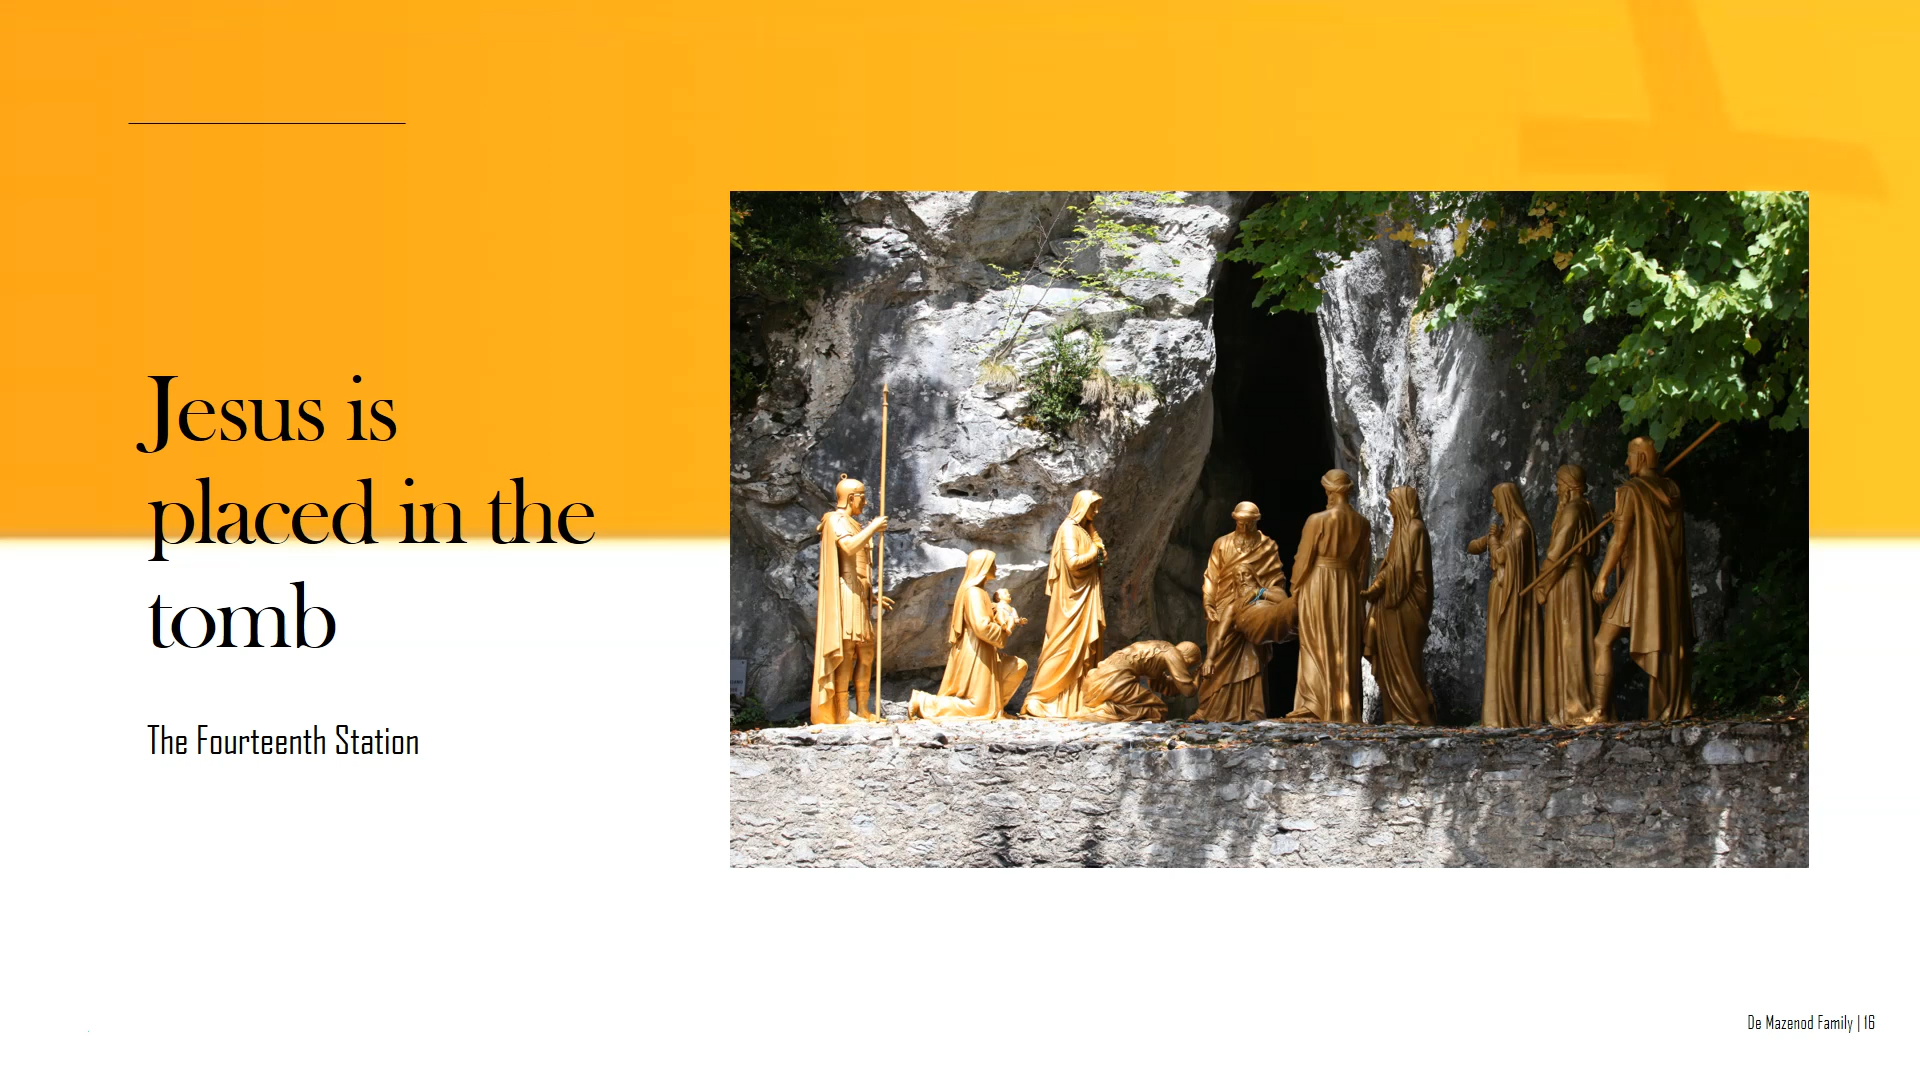 Jesus is
placed in the
tomb
The Fourteenth Station
De Mazenod Family | 16